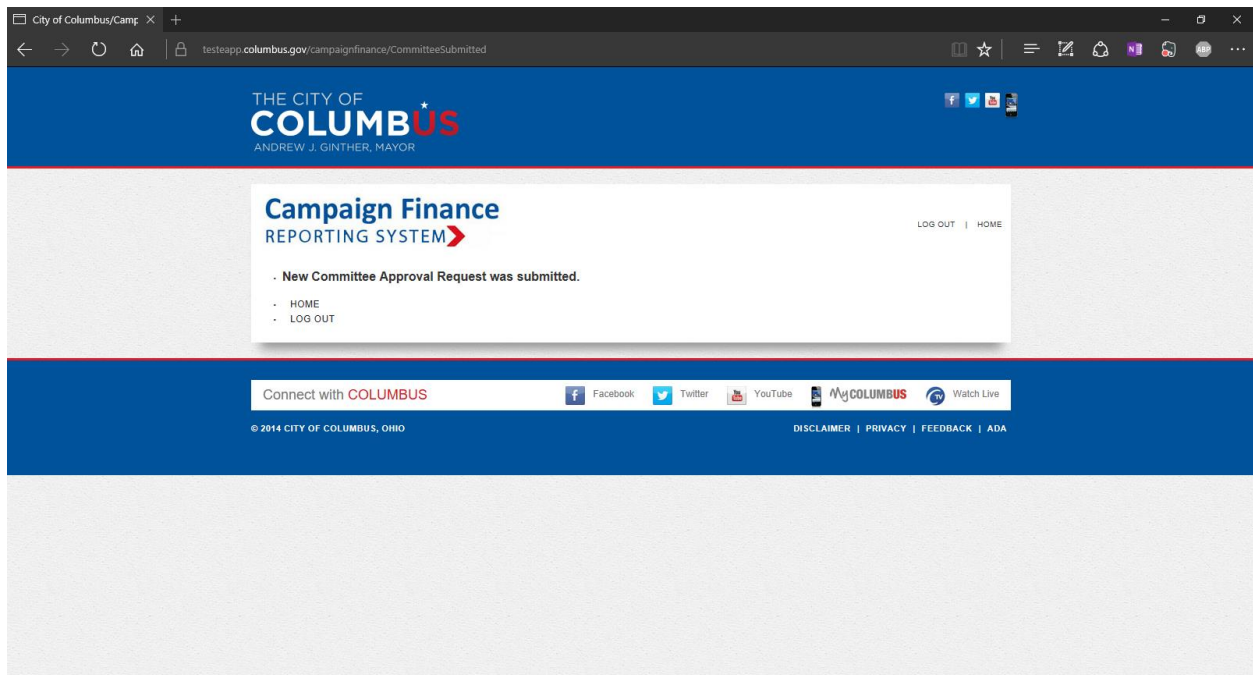 City of Columbus/Camp
testeapp.columbus.gov/campaignfinance/CommitteeSubmitted
N
ABP
THE CITY OF
COLUMBUS
ANDREW J. GINTHER, MAYOR
Campaign Finance
REPORTING SYSTEM
LOG OUT | HOME
New Committee Approval Request was submitted.
HOME
LOG OUT
Connect with COLUMBUS
Facebook
Twitter
YouTube
MyCOLUMBUS
TV
Watch Live
© 2014 CITY OF COLUMBUS, OHIO
DISCLAIMER | PRIVACY | FEEDBACK | ADA